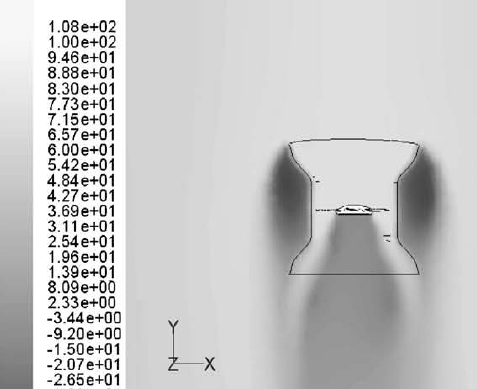 1.08e+02
1.00e+02
9.46e+01
8.88e+01
8.30e+01
7.73e+01
7.15e+01
6.57e+01
6.00e+01
5.42e+01
4.84e+01
4.27e+01
3.69e+01
3.11e+01
2.54e+01
1.96e+01
1.39e+01
8.09e+00
2.33e+00
-3.44e+00
-9.20e+00
-1.50e+01
-2.07e+01
-2.65e+01
Y
Z X